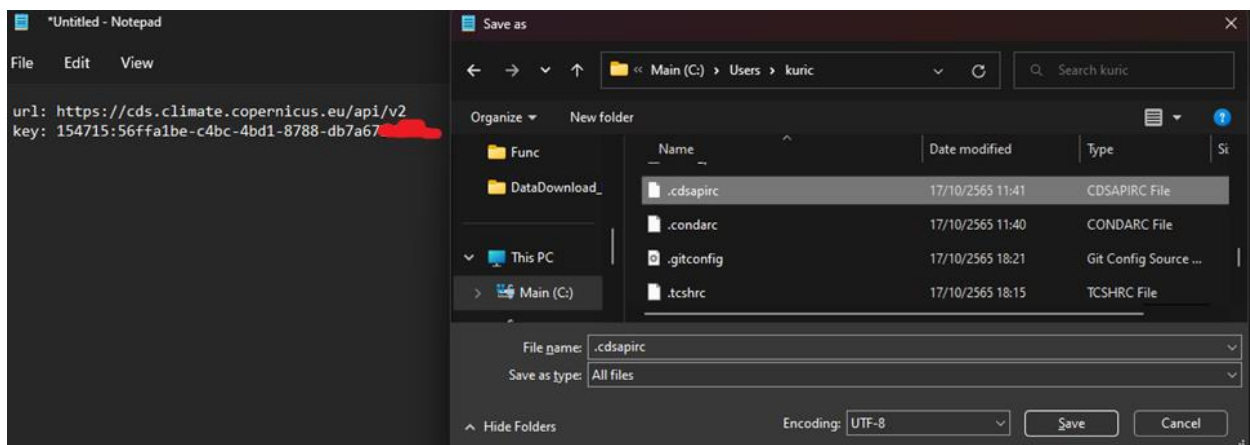 *Untitled - Notepad
File Edit View
url: https://cds.climate.copernicus.eu/api/v2
key: 154715:56ffa1be-c4bc-4bd1-8788-db7a67
Save as
« Main (C:) › Users › kuric
Search kuric
Organize New folder
Func
DataDownload_
This PC
Main (C:)
Name Date modified Type Si
.cdsapirc 17/10/2565 11:41 CDSAPIRC File
.condarc 17/10/2565 11:40 CONDARC File
.gitconfig 17/10/2565 18:21 Git Config Source ...
.tcshrc 17/10/2565 18:15 TCSHRC File
File name: .cdsapirc
Save as type: All files
Hide Folders
Encoding: UTF-8
Save Cancel